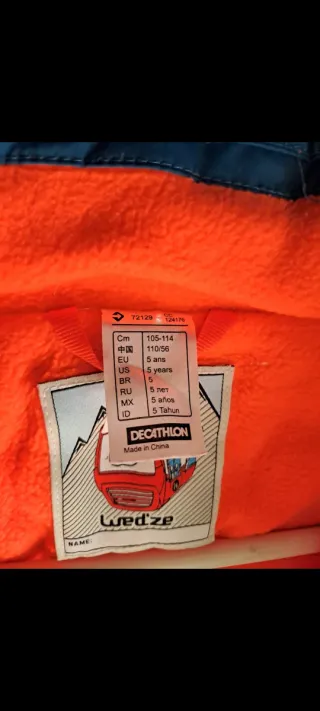 72129
124176
Cm 105-114
中国 110/56
EU 5 ans
US 5 years
BR 5
RU 5 лет
MX 5 años
ID 5 Tahun
DECATHLON
Made in China
wed'ze
NAME: